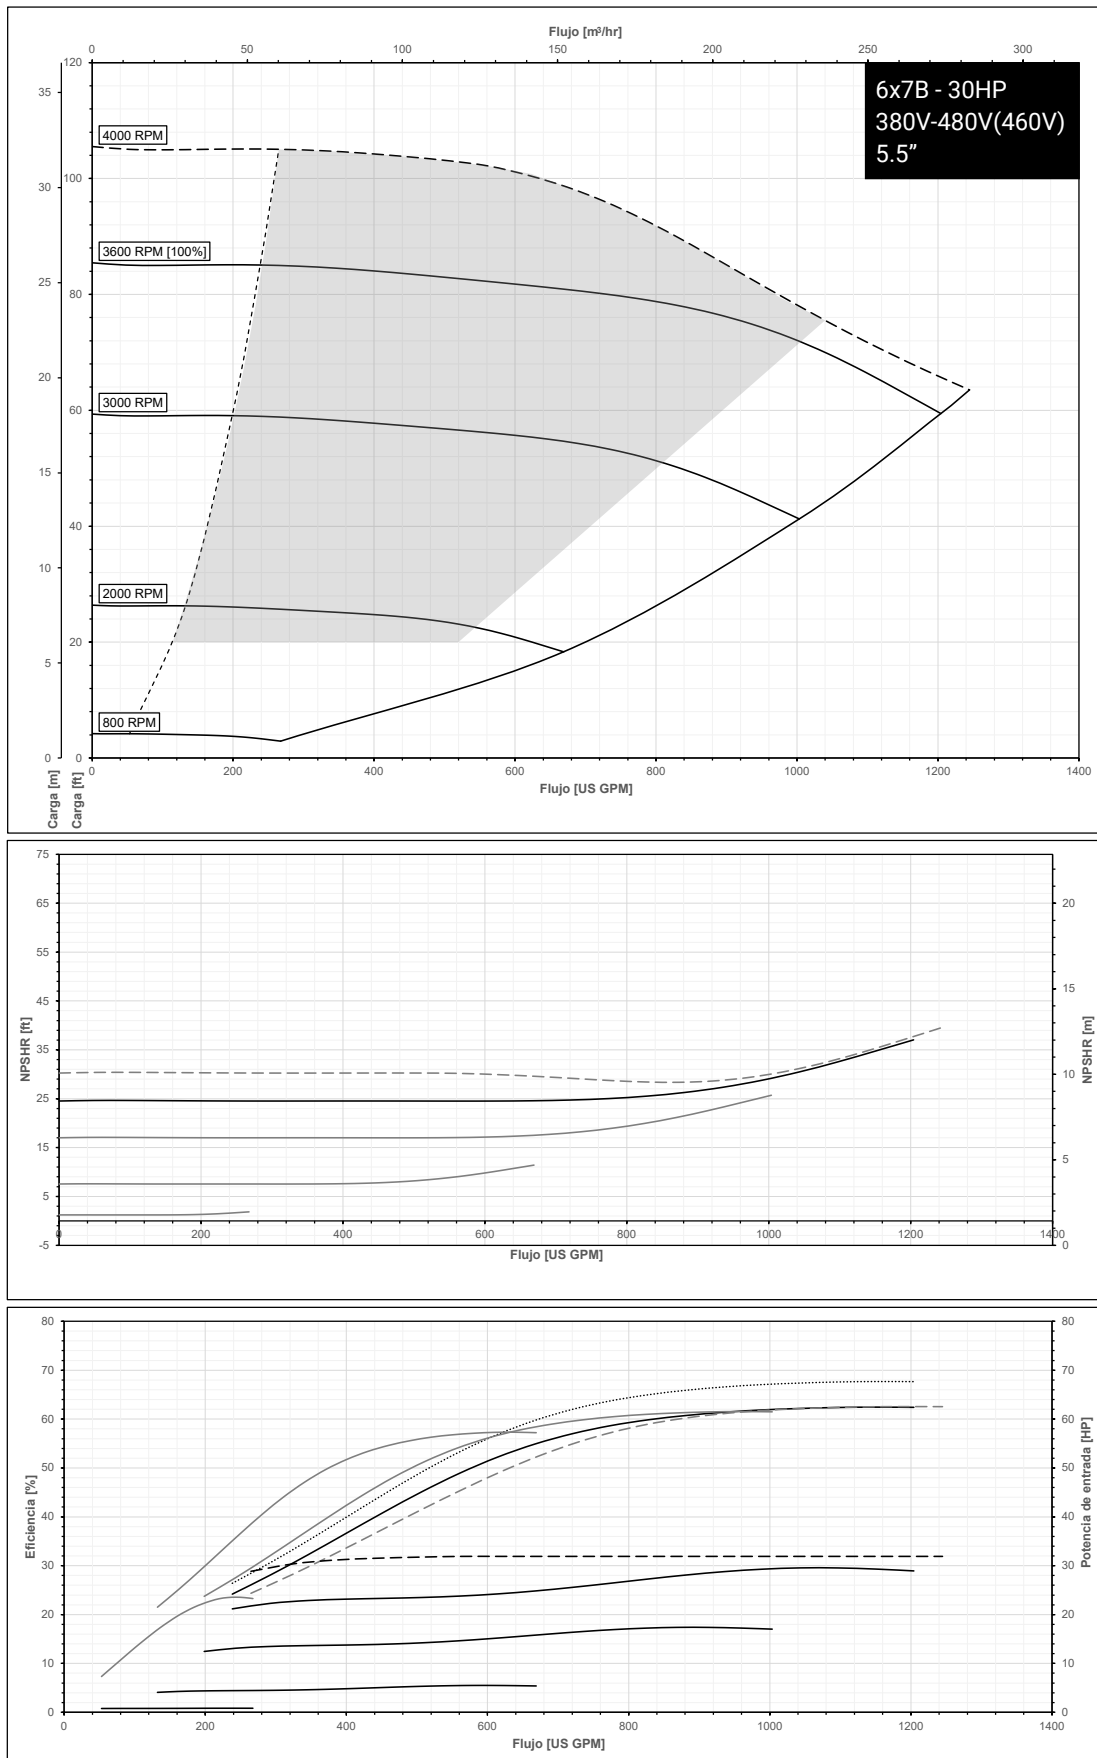 Flujo [m³/hr]
0 50 100 150 200 250 300
6x7B - 30HP
380V-480V(460V)
5.5”
120
100
80
60
40
20
0
35
30
25
20
15
10
5
0
4000 RPM
3600 RPM [100%]
3000 RPM
2000 RPM
800 RPM
0 200 400 600 800 1000 1200 1400
Flujo [US GPM]
Carga [m]
Carga [ft]
75
65
55
45
35
25
15
5
-5
NPSHR [ft]
20
15
10
5
0
NPSHR [m]
0 200 400 600 800 1000 1200 1400
Flujo [US GPM]
80
70
60
50
40
30
20
10
0
Eficiencia [%]
80
70
60
50
40
30
20
10
0
Potencia de entrada [HP]
0 200 400 600 800 1000 1200 1400
Flujo [US GPM]